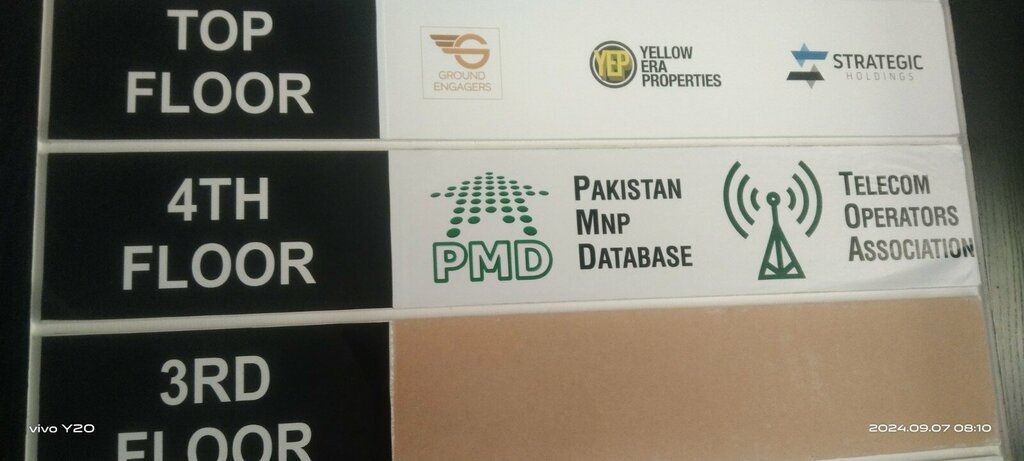 TOP
FLOOR
GROUND
ENGAGERS
YEP
YELLOW
ERA
PROPERTIES
STRATEGIC
HOLDINGS
4TH
FLOOR
PMD
PAKISTAN
MNP
DATABASE
TELECOM
OPERATORS
ASSOCIATION
3RD
FLOOR
vivo Y20
2024.09.07 08:10